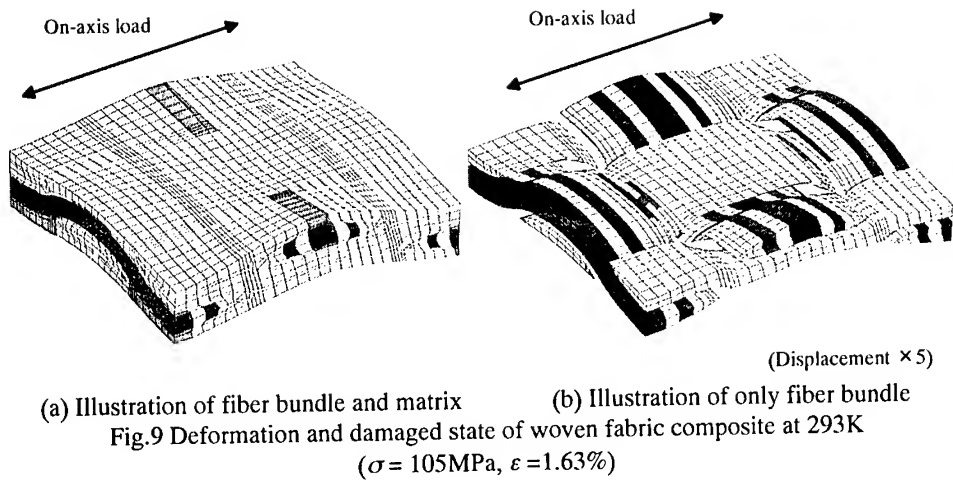 On-axis load
On-axis load
(Displacement ×5)
(a) Illustration of fiber bundle and matrix
(b) Illustration of only fiber bundle
Fig.9 Deformation and damaged state of woven fabric composite at 293K
(σ= 105MPa, ε=1.63%)